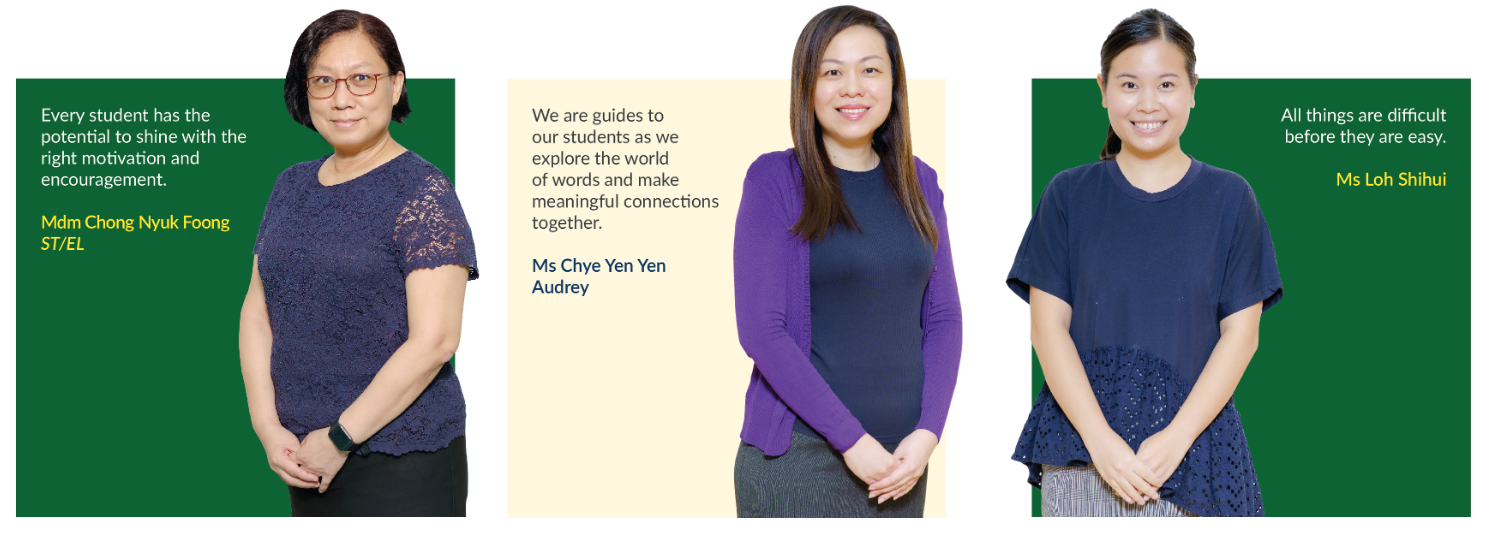 Every student has the
potential to shine with the
right motivation and
encouragement.
Mdm Chong Nyuk Foong
ST/EL
We are guides to
our students as we
explore the world
of words and make
meaningful connections
together.
Ms Chye Yen Yen
Audrey
All things are difficult
before they are easy.
Ms Loh Shihui